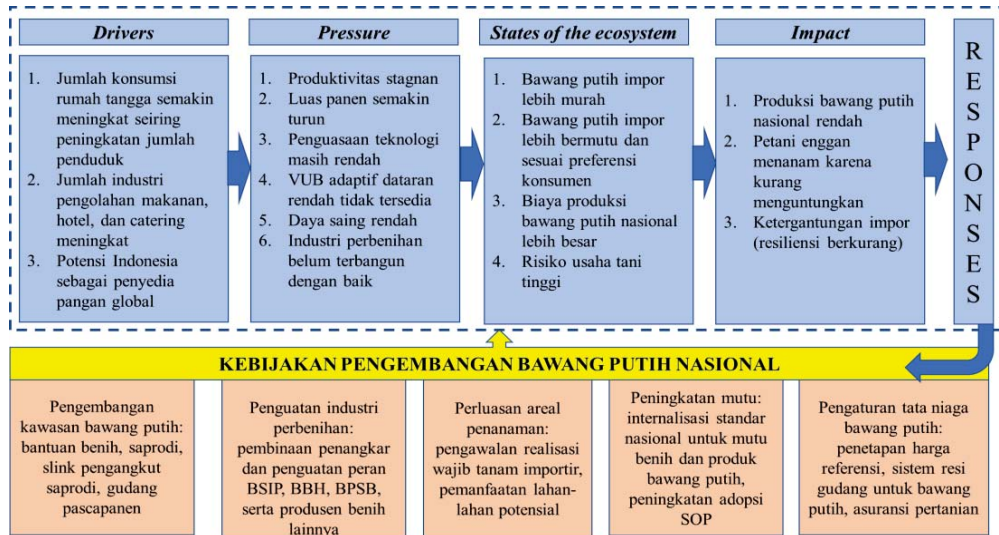 Drivers
1. Jumlah konsumsi
rumah tangga semakin
meningkat seiring
peningkatan jumlah
penduduk
2. Jumlah industri
pengolahan makanan,
hotel, dan catering
meningkat
3. Potensi Indonesia
sebagai penyedia
pangan global
Pressure
1. Produktivitas stagnan
2. Luas panen semakin
turun
3. Penguasaan teknologi
masih rendah
4. VUB adaptif dataran
rendah tidak tersedia
5. Daya saing rendah
6. Industri perbenihan
belum terbangun
dengan baik
States of the ecosystem
1. Bawang putih impor
lebih murah
2. Bawang putih impor
lebih bermutu dan
sesuai preferensi
konsumen
3. Biaya produksi
bawang putih nasional
lebih besar
4. Risiko usaha tani
tinggi
Impact
1. Produksi bawang putih
nasional rendah
2. Petani enggan
menanam karena
kurang
menguntungkan
3. Ketergantungan impor
(resiliensi berkurang)
RESPONSES
KEBIJAKAN PENGEMBANGAN BAWANG PUTIH NASIONAL
Pengembangan
kawasan bawang putih:
bantuan benih, saprodi,
slink pengangkut
saprodi, gudang
pascapanen
Penguatan industri
perbenihan:
pembinaan penangkar
dan penguatan peran
BSIP, BBH, BPSB,
serta produsen benih
lainnya
Perluasan areal
penanaman:
pengawalan realisasi
wajib tanam importir,
pemanfaatan lahan-
lahan potensial
Peningkatan mutu:
internalisasi standar
nasional untuk mutu
benih dan produk
bawang putih,
peningkatan adopsi
SOP
Pengaturan tata niaga
bawang putih:
penetapan harga
referensi, sistem resi
gudang untuk bawang
putih, asuransi pertanian